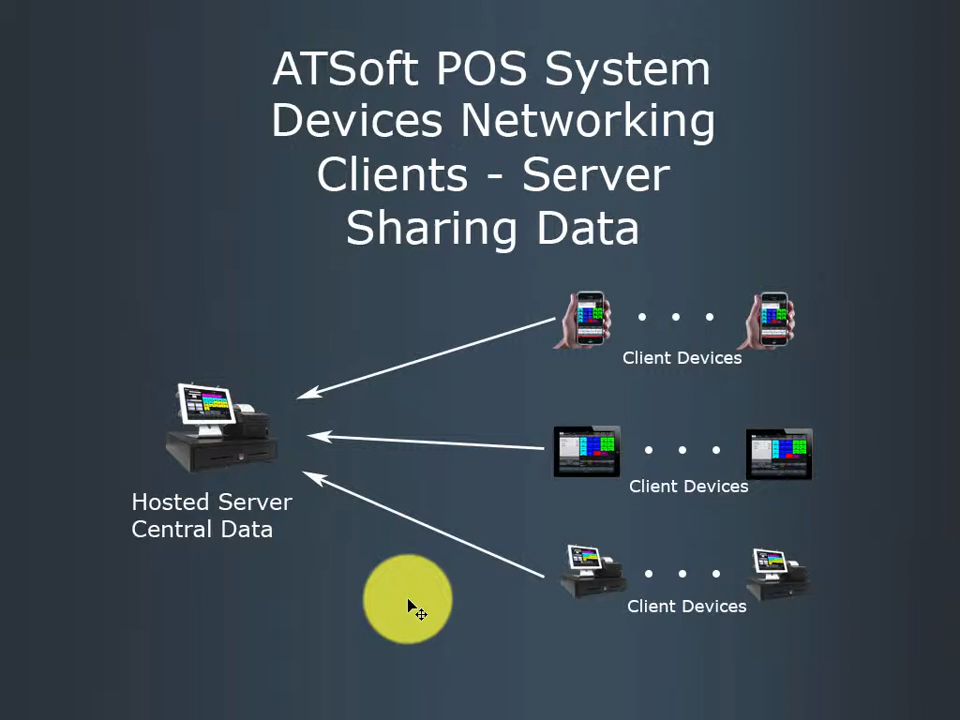 ATSoft POS System
Devices Networking
Clients - Server
Sharing Data
Client Devices
Hosted Server
Central Data
Client Devices
Client Devices